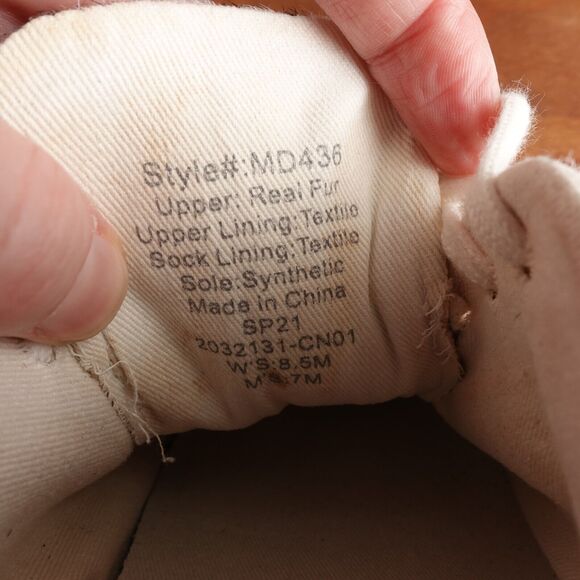 Style#:MD436
Upper: Real Fur
Upper Lining:Textile
Sock Lining:Textile
Sole:Synthetic
Made in China
SP21
2032131-CN01
W'S:8.5M
M'S:7M